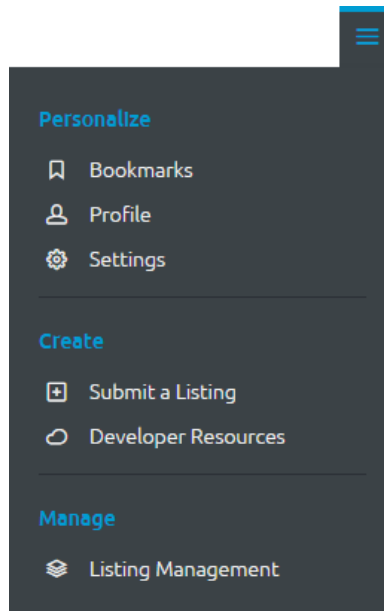 Personalize
Bookmarks
Profile
Settings
Create
Submit a Listing
Developer Resources
Manage
Listing Management